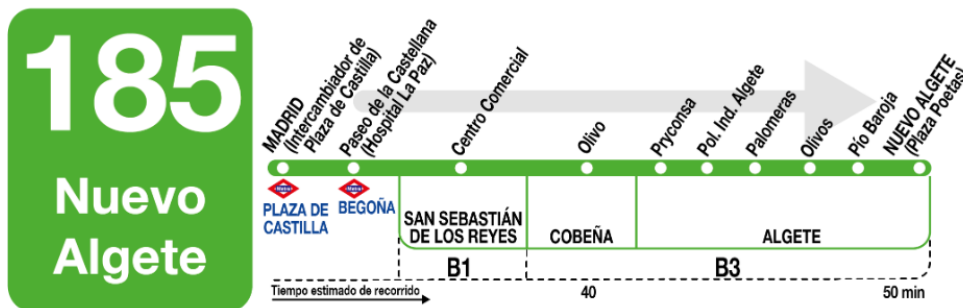 185
Nuevo
Algete
MADRID
(Intercambiador de
Plaza de Castilla)
Paseo de la Castellana
(Hospital La Paz)
Centro Comercial
Olivo
Pryconsa
Pol. Ind. Algete
Palomeras
Olivos
Pío Baroja
NUEVO ALGETE
(Plaza Poetas)
Metro
PLAZA DE
CASTILLA
Metro
BEGOÑA
SAN SEBASTIÁN
DE LOS REYES
COBEÑA
ALGETE
B1
B3
Tiempo estimado de recorrido
40
50 min